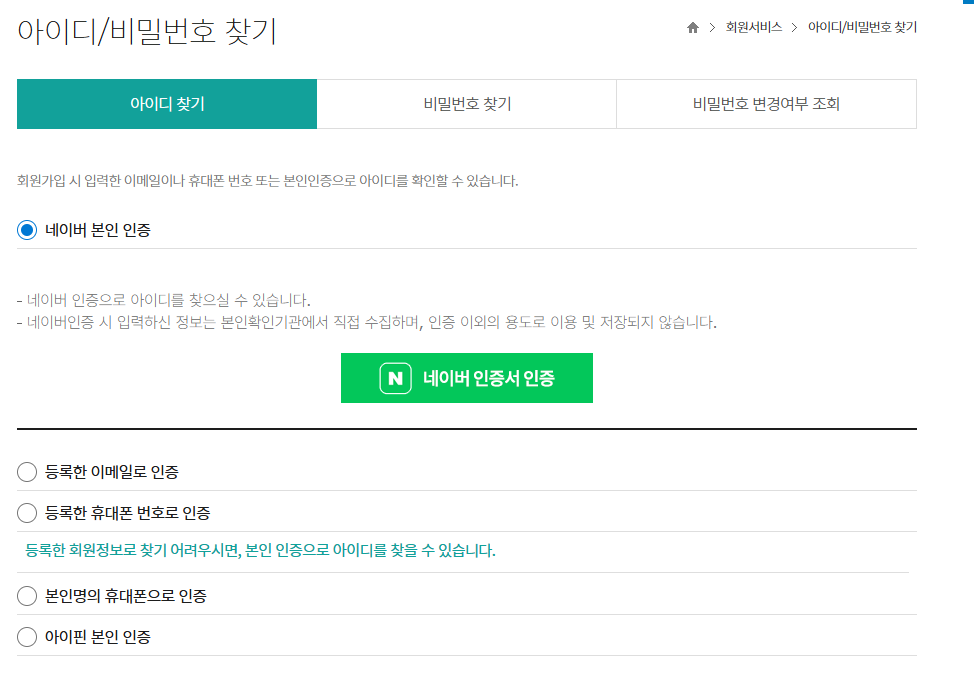 아이디/비밀번호 찾기
회원서비스 아이디/비밀번호 찾기
아이디 찾기 비밀번호 찾기 비밀번호 변경여부 조회
회원가입 시 입력한 이메일이나 휴대폰 번호 또는 본인인증으로 아이디를 확인할 수 있습니다.
네이버 본인 인증
- 네이버 인증으로 아이디를 찾으실 수 있습니다.
- 네이버인증 시 입력하신 정보는 본인확인기관에서 직접 수집하며, 인증 이외의 용도로 이용 및 저장되지 않습니다.
N 네이버 인증서 인증
등록한 이메일로 인증
등록한 휴대폰 번호로 인증
등록한 회원정보로 찾기 어려우시면, 본인 인증으로 아이디를 찾을 수 있습니다.
본인명의 휴대폰으로 인증
아이핀 본인 인증